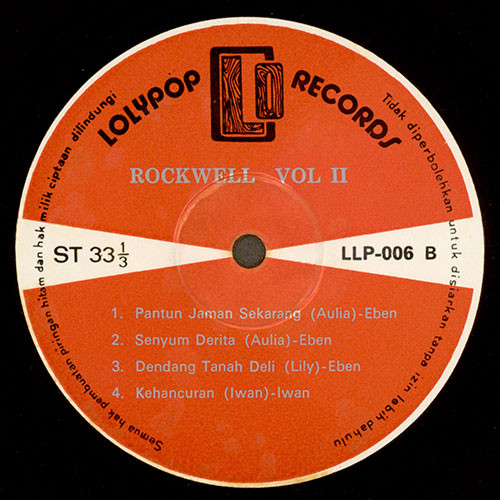 LOLYPOP LD RECORDS
ROCKWELL VOL II
ST 33 1/3
LLP-006 B
1. Pantun Jaman Sekarang (Aulia)-Eben
2. Senyum Derita (Aulia)-Eben
3. Dendang Tanah Deli (Lily)-Eben
4. Kehancuran (Iwan)-Iwan
Semua hak pembuatan piringan hitam dan hak milik ciptaan dilindungi
Tidak diperbolehkan untuk disiarkan tanpa izin lebih dahulu